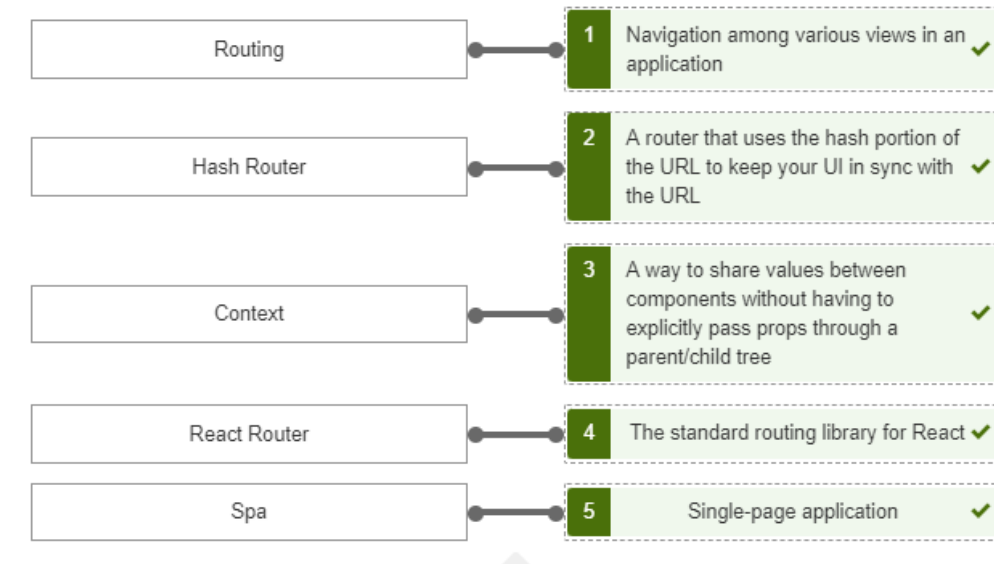 Routing
1
Navigation among various views in an
application
Hash Router
2
A router that uses the hash portion of
the URL to keep your UI in sync with
the URL
Context
3
A way to share values between
components without having to
explicitly pass props through a
parent/child tree
React Router
4
The standard routing library for React
Spa
5
Single-page application